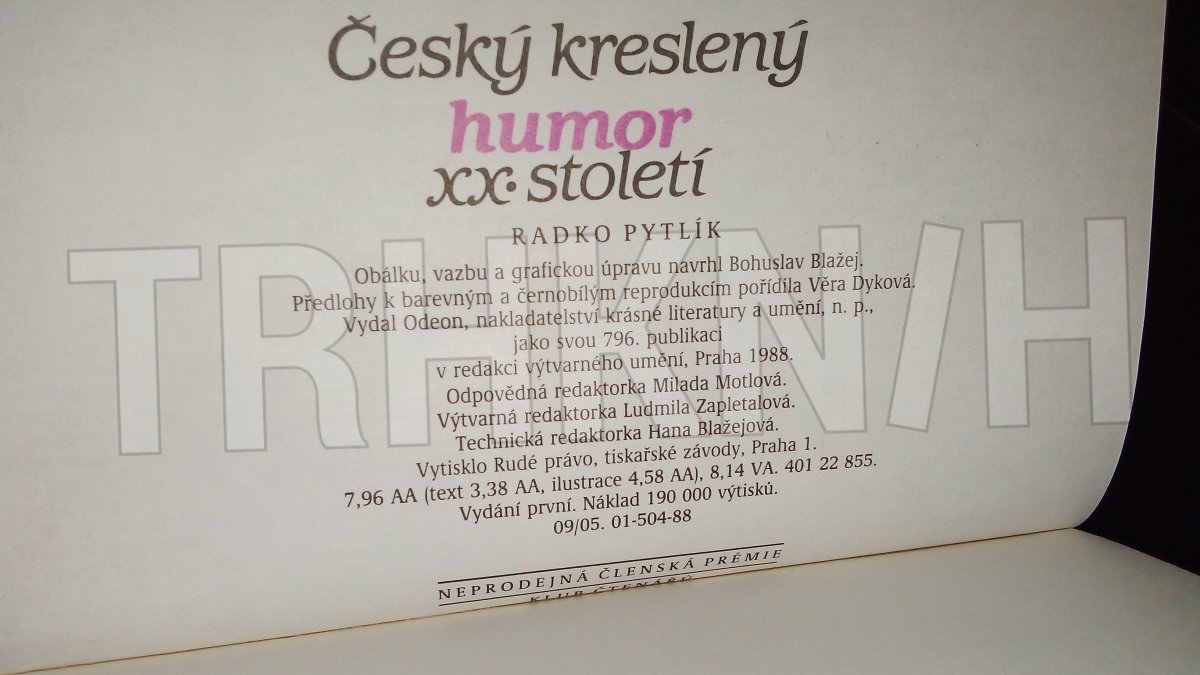 Český kreslený
humor
xx. století
RADKO PYTLÍK
Obálku, vazbu a grafickou úpravu navrhl Bohuslav Blažej.
Předlohy k barevným a černobílým reprodukcím pořídila Věra Dyková.
Vydal Odeon, nakladatelství krásné literatury a umění, n. p.,
jako svou 796. publikaci
v redakci výtvarného umění, Praha 1988.
Odpovědná redaktorka Milada Motlová.
Výtvarná redaktorka Ludmila Zapletalová.
Technická redaktorka Hana Blažejová.
Vytisklo Rudé právo, tiskařské závody, Praha 1.
7,96 AA (text 3,38 AA, ilustrace 4,58 AA), 8,14 VA. 401 22 855.
Vydání první. Náklad 190 000 výtisků.
09/05. 01-504-88
NEPRODEJNÁ ČLENSKÁ PRÉMIE
KLUB ČTENÁŘŮ
TRHKN/H